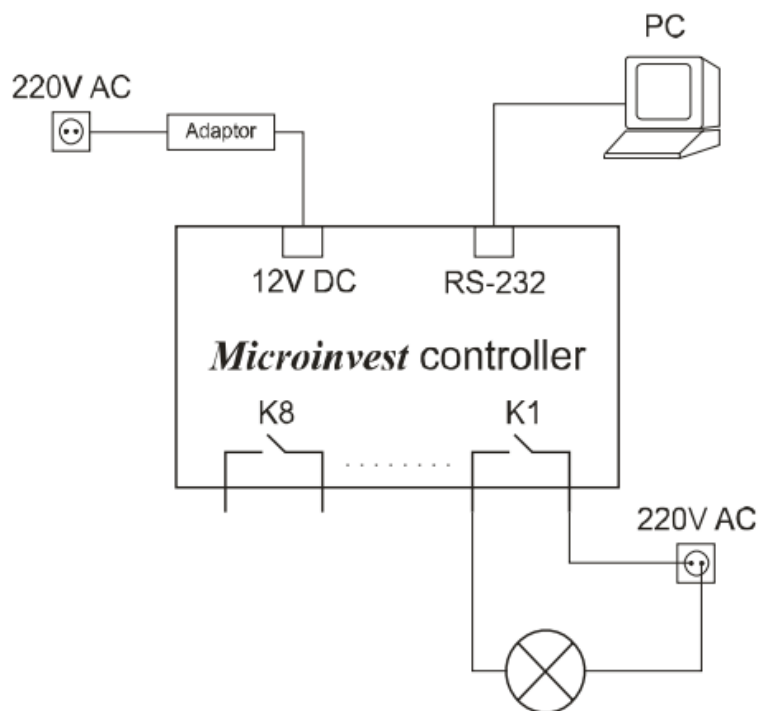 PC
220V AC
Adaptor
12V DC
RS-232
Microinvest controller
K8
K1
........
220V AC